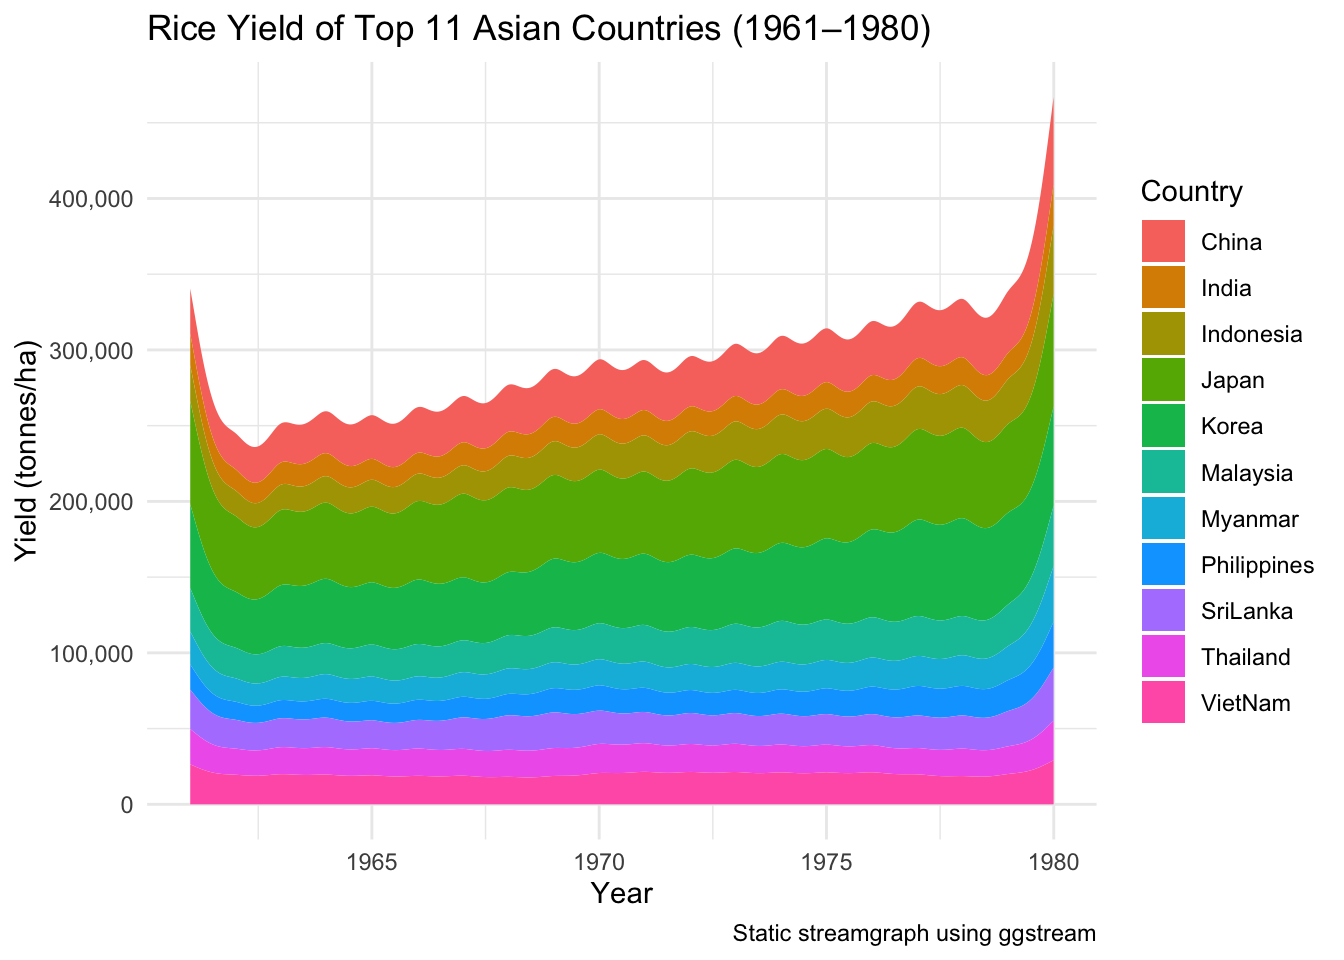 Rice Yield of Top 11 Asian Countries (1961–1980)
Yield (tonnes/ha)
400,000
300,000
200,000
100,000
0
1965
1970
1975
1980
Year
Country
China
India
Indonesia
Japan
Korea
Malaysia
Myanmar
Philippines
SriLanka
Thailand
VietNam
Static streamgraph using ggstream